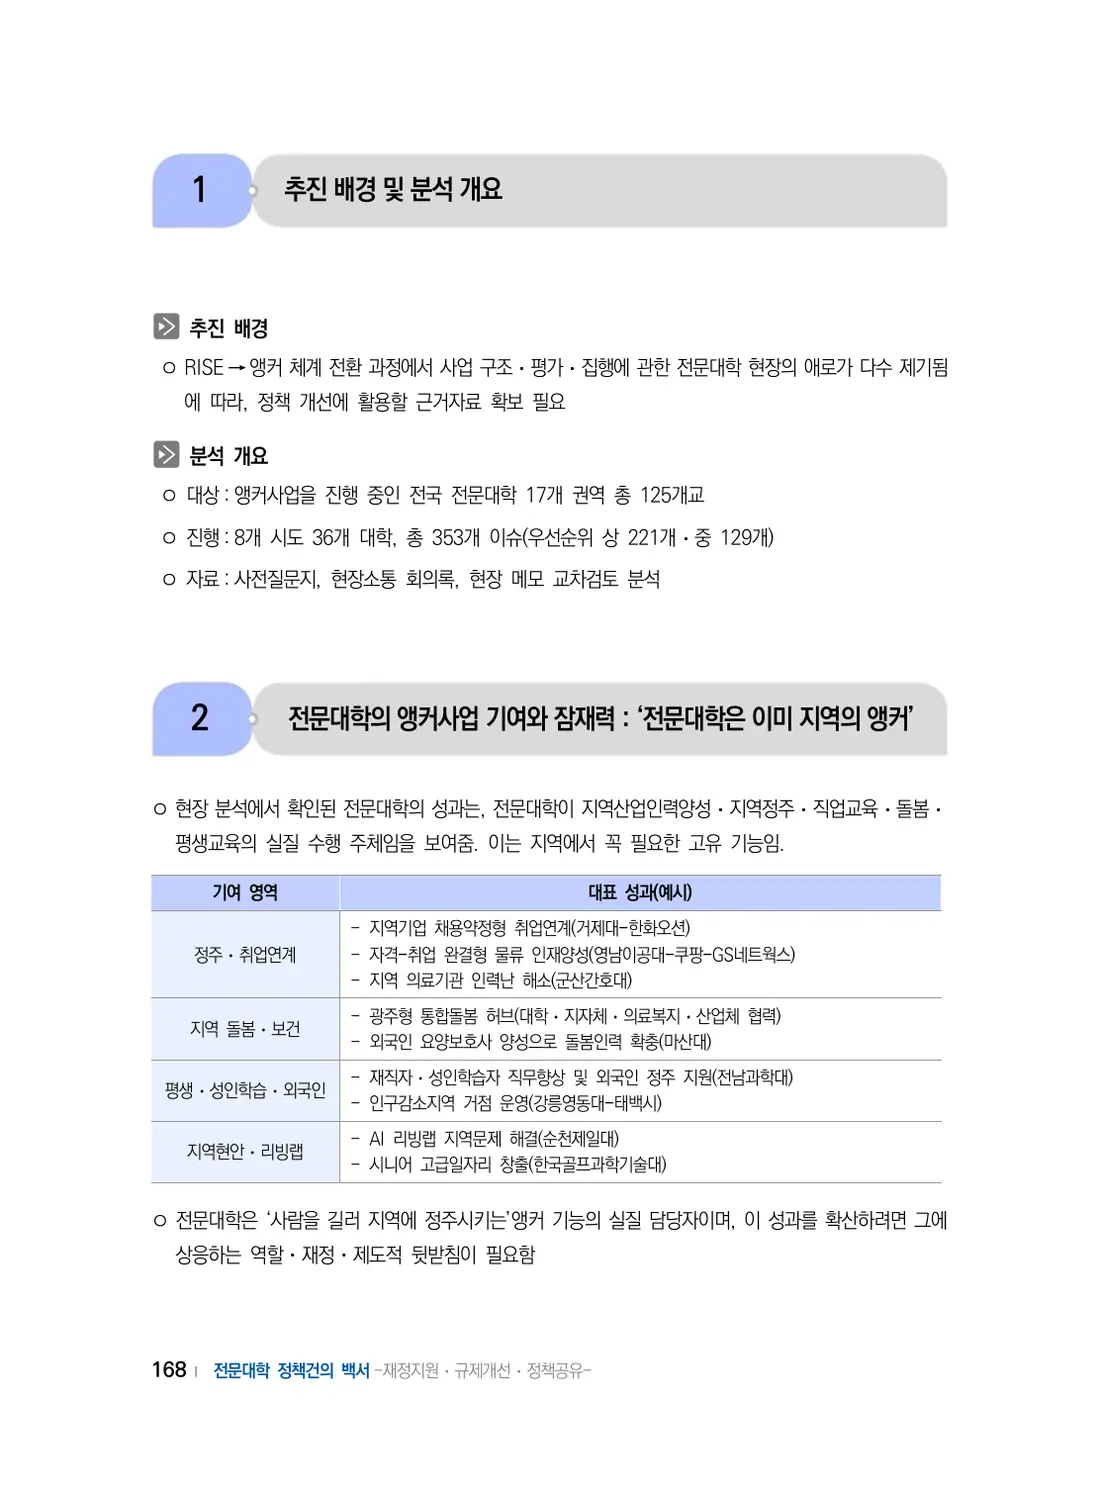 1
추진 배경 및 분석 개요
추진 배경
ㅇ RISE → 앵커 체계 전환 과정에서 사업 구조·평가·집행에 관한 전문대학 현장의 애로가 다수 제기됨
에 따라, 정책 개선에 활용할 근거자료 확보 필요
분석 개요
ㅇ 대상 : 앵커사업을 진행 중인 전국 전문대학 17개 권역 총 125개교
ㅇ 진행 : 8개 시도 36개 대학, 총 353개 이슈(우선순위 상 221개·중 129개)
ㅇ 자료 : 사전질문지, 현장소통 회의록, 현장 메모 교차검토 분석
2
전문대학의 앵커사업 기여와 잠재력 : ‘전문대학은 이미 지역의 앵커’
ㅇ 현장 분석에서 확인된 전문대학의 성과는, 전문대학이 지역산업인력양성·지역정주·직업교육·돌봄·
평생교육의 실질 수행 주체임을 보여줌. 이는 지역에서 꼭 필요한 고유 기능임.
기여 영역 대표 성과(예시)
정주·취업연계
- 지역기업 채용약정형 취업연계(거제대-한화오션)
- 자격-취업 완결형 물류 인재양성(영남이공대-쿠팡-GS네트웍스)
- 지역 의료기관 인력난 해소(군산간호대)
지역 돌봄·보건
- 광주형 통합돌봄 허브(대학·지자체·의료복지·산업체 협력)
- 외국인 요양보호사 양성으로 돌봄인력 확충(마산대)
평생·성인학습·외국인
- 재직자·성인학습자 직무향상 및 외국인 정주 지원(전남과학대)
- 인구감소지역 거점 운영(강릉영동대-태백시)
지역현안·리빙랩
- AI 리빙랩 지역문제 해결(순천제일대)
- 시니어 고급일자리 창출(한국골프과학기술대)
ㅇ 전문대학은 ‘사람을 길러 지역에 정주시키는’앵커 기능의 실질 담당자이며, 이 성과를 확산하려면 그에
상응하는 역할·재정·제도적 뒷받침이 필요함
168 | 전문대학 정책건의 백서 -재정지원·규제개선·정책공유-